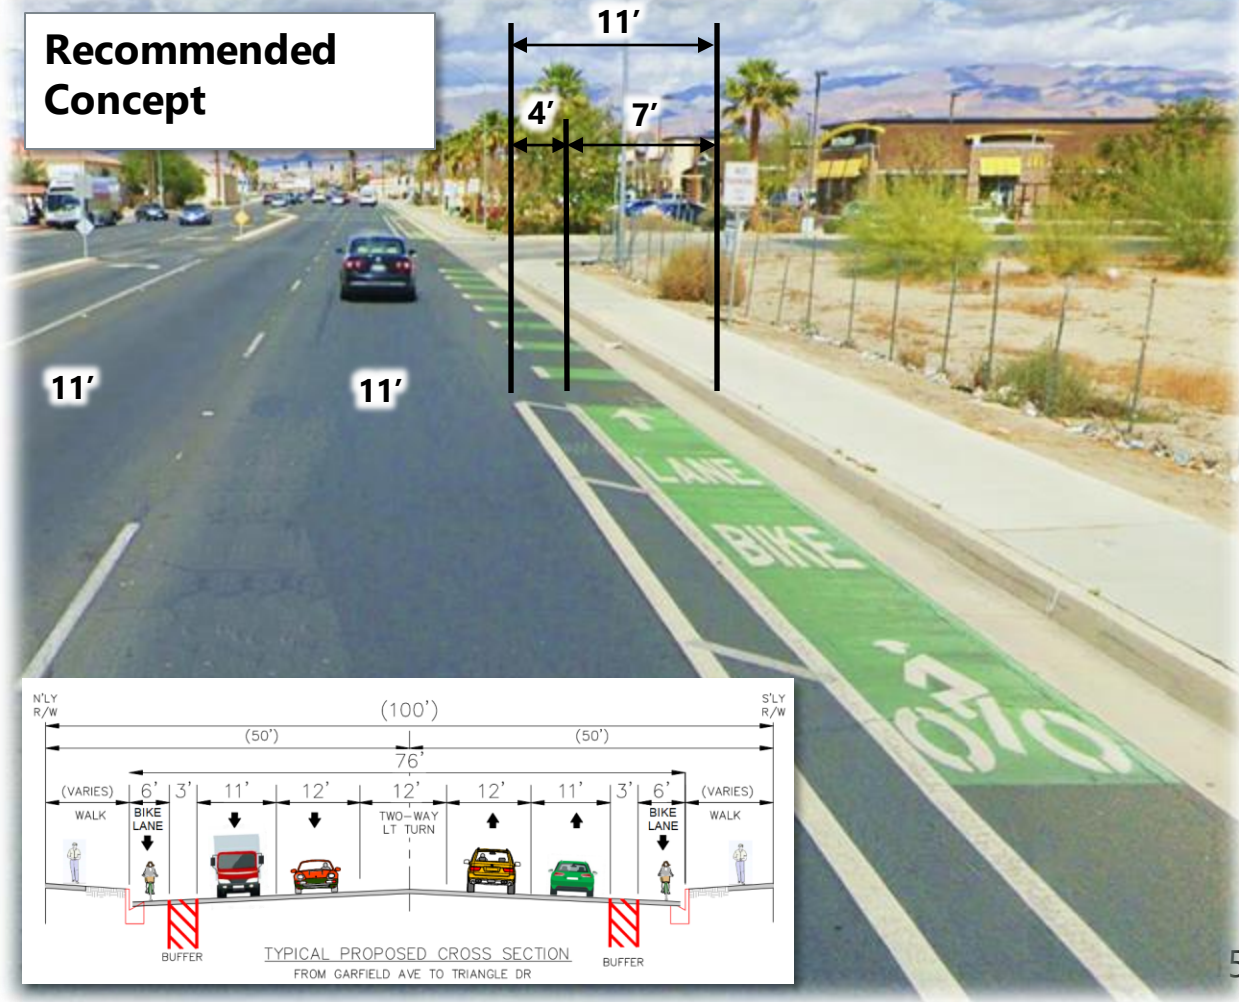 Recommended
Concept
11′
4′
7′
11′
11′
LANE
BIKE
N'LY
R/W
S'LY
R/W
(100')
(50')
(50')
76'
(VARIES)
6'
3'
11'
12'
12'
12'
11'
3'
6'
(VARIES)
WALK
BIKE
LANE
TWO-WAY
LT TURN
BIKE
LANE
WALK
BUFFER
BUFFER
TYPICAL PROPOSED CROSS SECTION
FROM GARFIELD AVE TO TRIANGLE DR
5